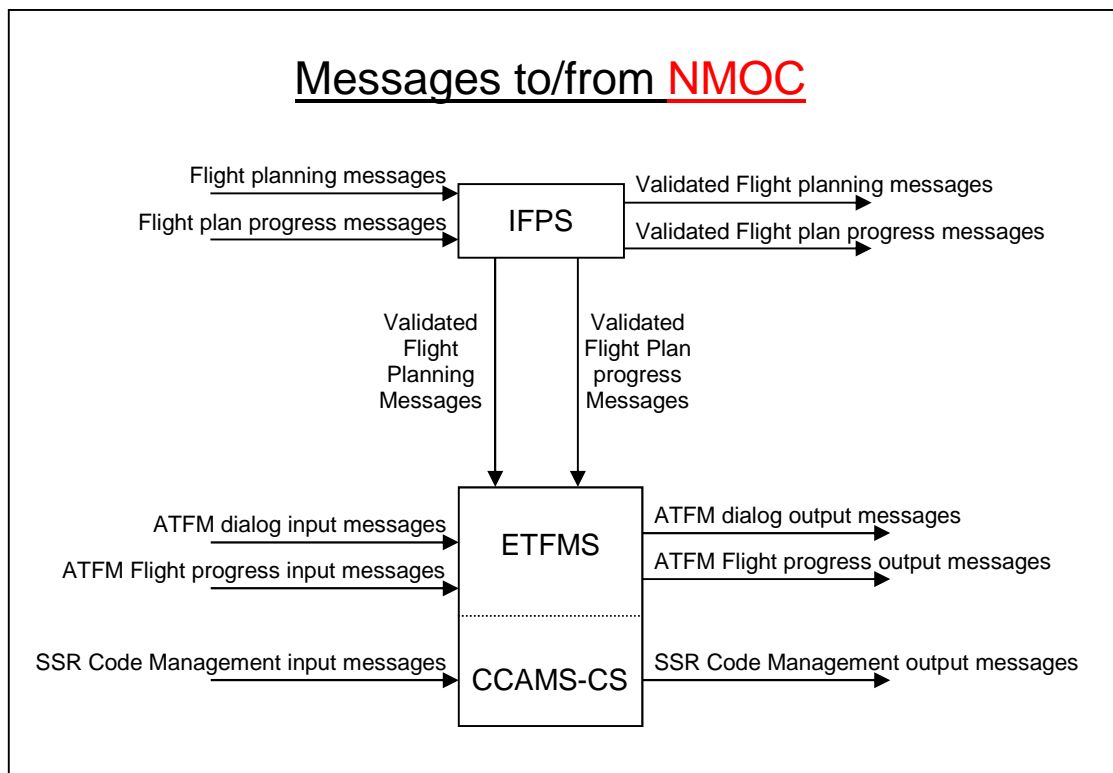 Messages to/from NMOC
Flight planning messages
Flight plan progress messages
IFPS
Validated Flight planning messages
Validated Flight plan progress messages
Validated
Flight
Planning
Messages
Validated
Flight Plan
progress
Messages
ATFM dialog input messages
ATFM Flight progress input messages
ETFMS
ATFM dialog output messages
ATFM Flight progress output messages
SSR Code Management input messages
CCAMS-CS
SSR Code Management output messages